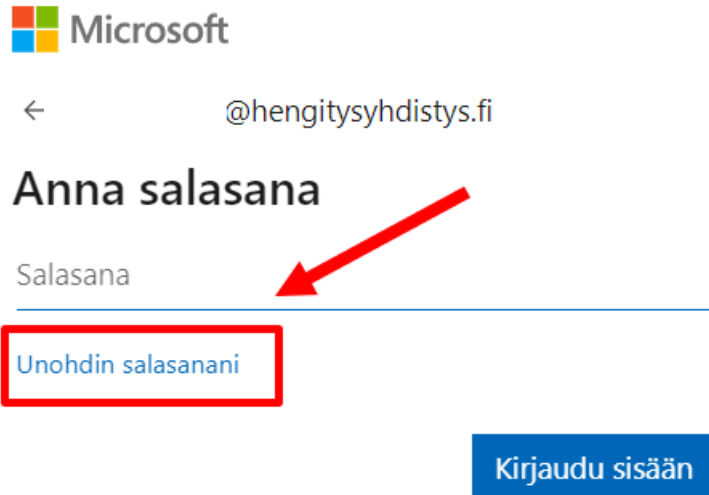 Microsoft
← @hengitysyhdistys.fi
Anna salasana
Salasana
Unohdin salasanani
Kirjaudu sisään